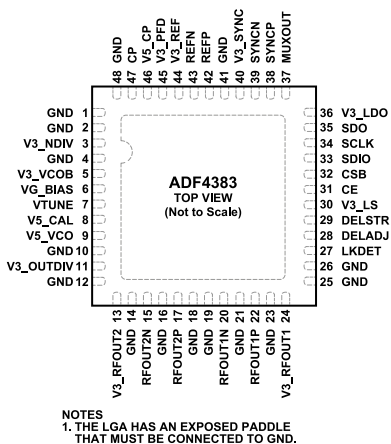 48 GND
47 CP
46 V5_CP
45 V3_PFD
44 V3_REF
43 REFN
42 REFP
41 GND
40 V3_SYNC
39 SYNCN
38 SYNCP
37 MUXOUT
GND 1
GND 2
V3_NDIV 3
GND 4
V3_VCOB 5
VG_BIAS 6
VTUNE 7
V5_CAL 8
V5_VCO 9
GND 10
V3_OUTDIV 11
GND 12
ADF4383
TOP VIEW
(Not to Scale)
36 V3_LDO
35 SDO
34 SCLK
33 SDIO
32 CSB
31 CE
30 V3_LS
29 DELSTR
28 DELADJ
27 LKDET
26 GND
25 GND
V3_RFOUT2 13
GND 14
RFOUT2N 15
GND 16
RFOUT2P 17
GND 18
GND 19
RFOUT1N 20
GND 21
RFOUT1P 22
GND 23
V3_RFOUT1 24
NOTES
1. THE LGA HAS AN EXPOSED PADDLE
THAT MUST BE CONNECTED TO GND.